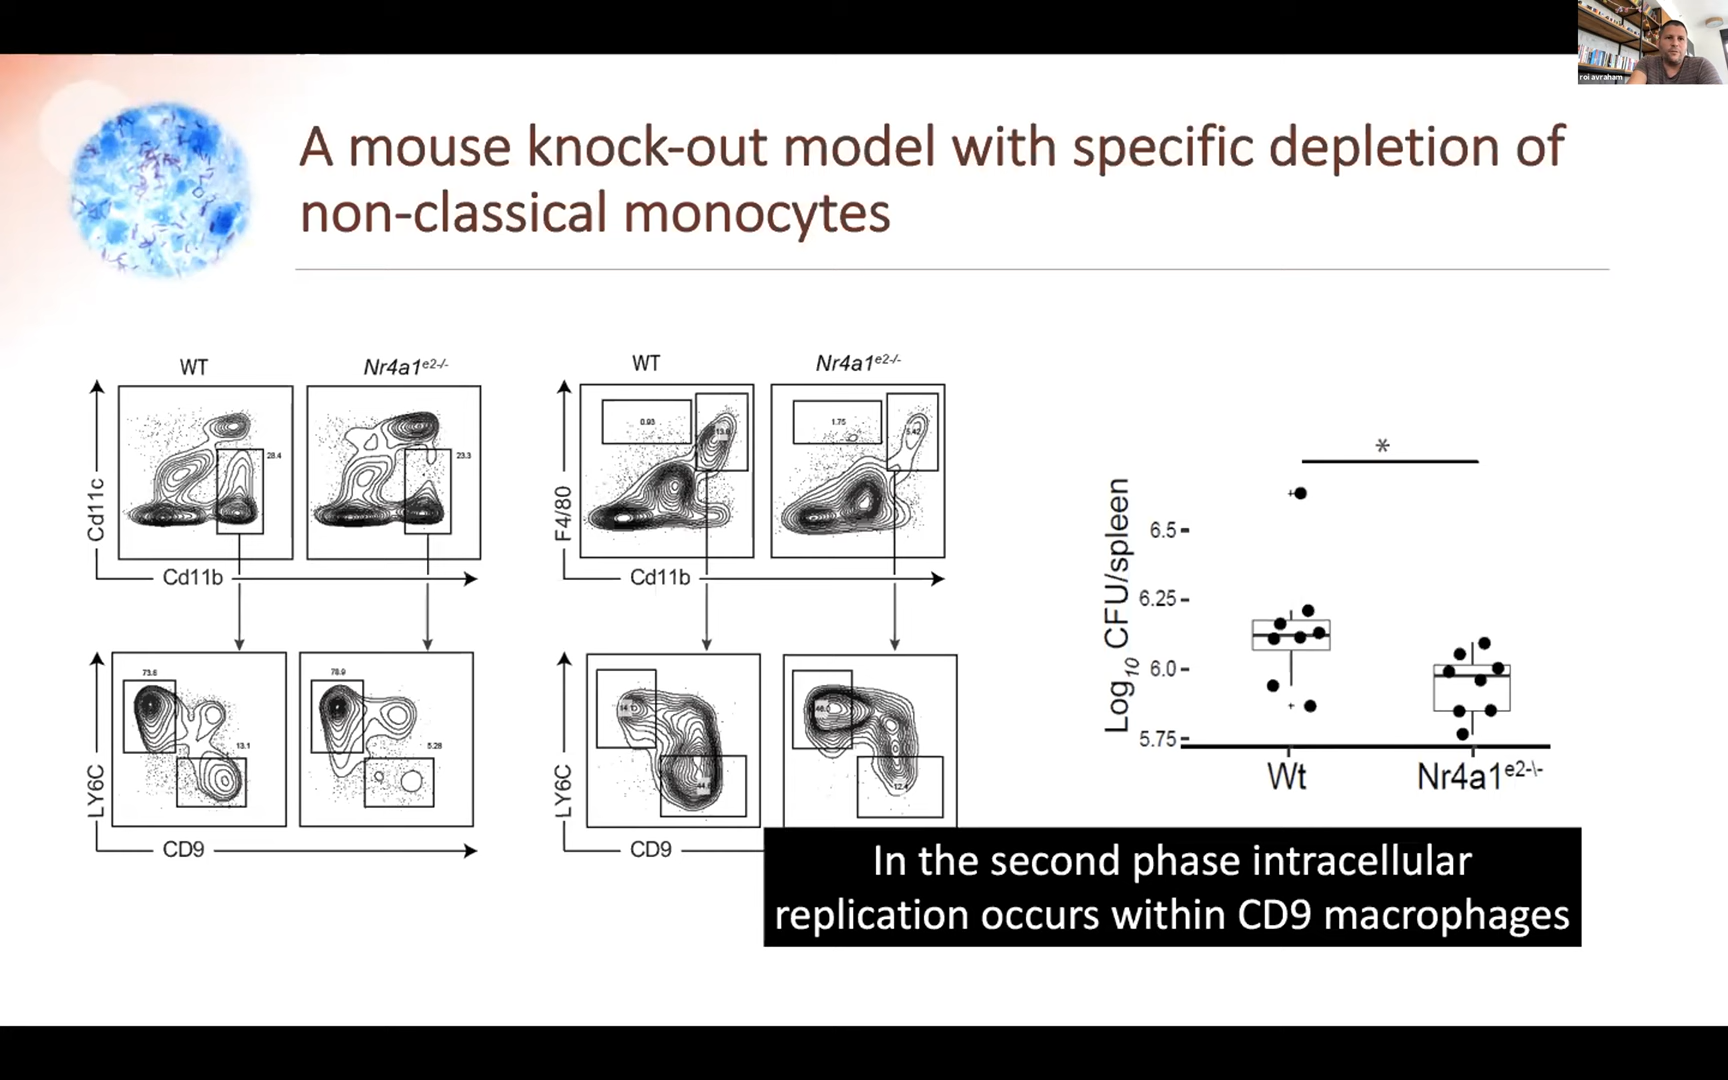 roi avraham
A mouse knock-out model with specific depletion of
non-classical monocytes
WT
Nr4a1e2-/-
Cd11c
28.4
23.3
Cd11b
73.6
78.9
13.1
5.28
LY6C
CD9
WT
Nr4a1e2-/-
F4/80
0.93
1.75
5.42
Cd11b
LY6C
CD9
*
Log10 CFU/spleen
6.5
6.25
6.0
5.75
Wt
Nr4a1e2-\-
In the second phase intracellular
replication occurs within CD9 macrophages